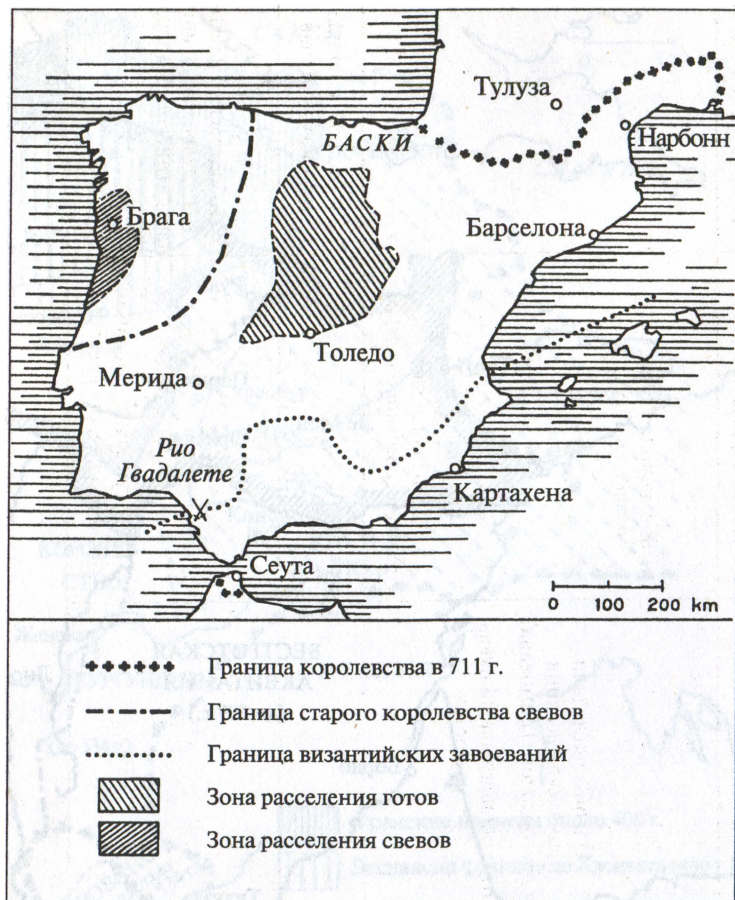 Тулуза
БАСКИ
Нарбонн
Брага
Барселона
Толедо
Мерида
Рио
Гвадалете
Картахена
Сеута
0 100 200 km
Граница королевства в 711 г.
Граница старого королевства свевов
Граница византийских завоеваний
Зона расселения готов
Зона расселения свевов